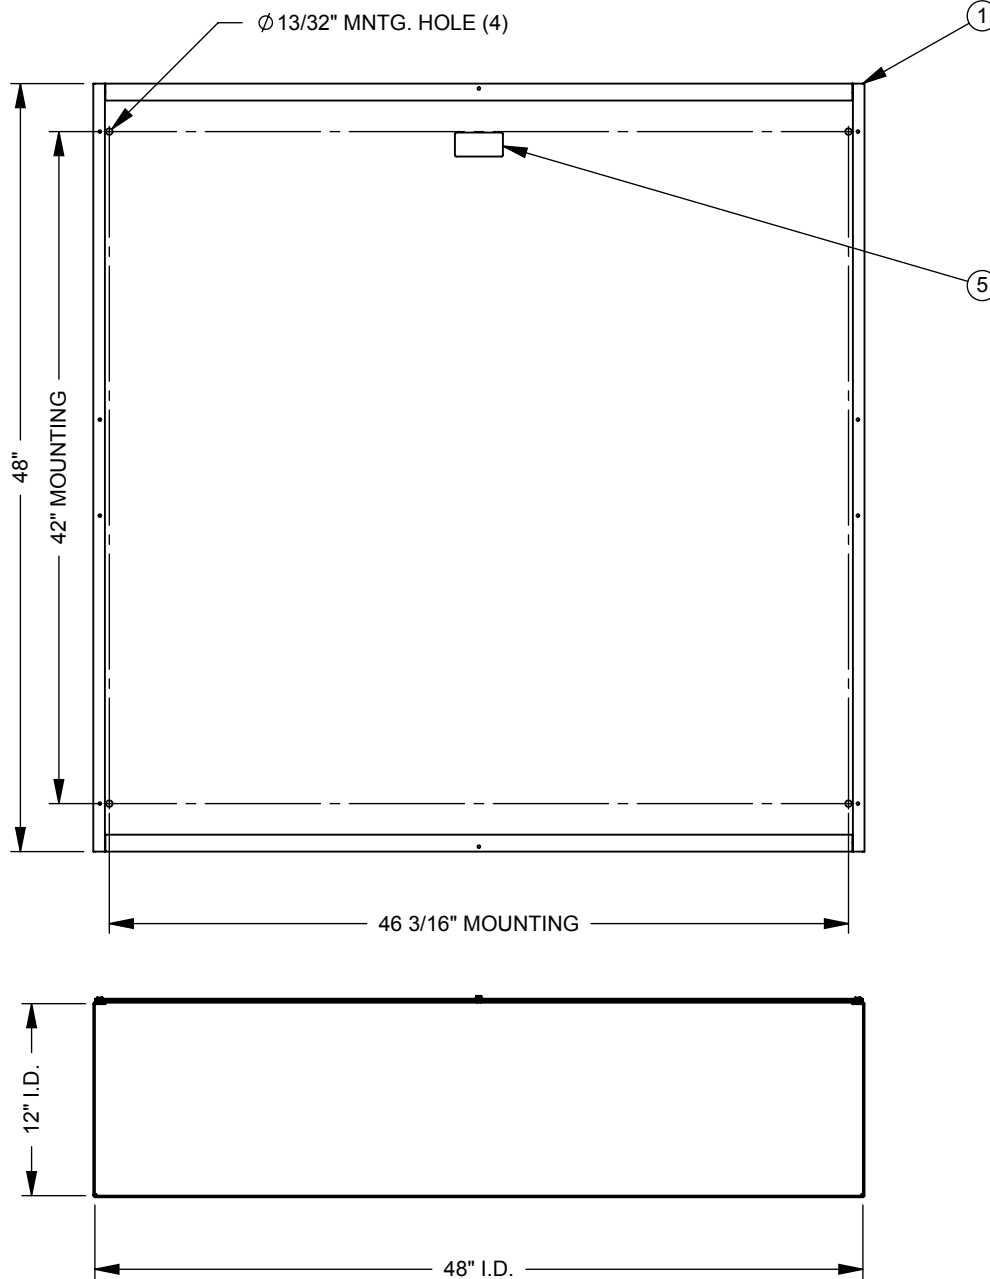 ⌀ 13/32" MNTG. HOLE (4)
1
5
48"
42" MOUNTING
46 3/16" MOUNTING
12" I.D.
48" I.D.